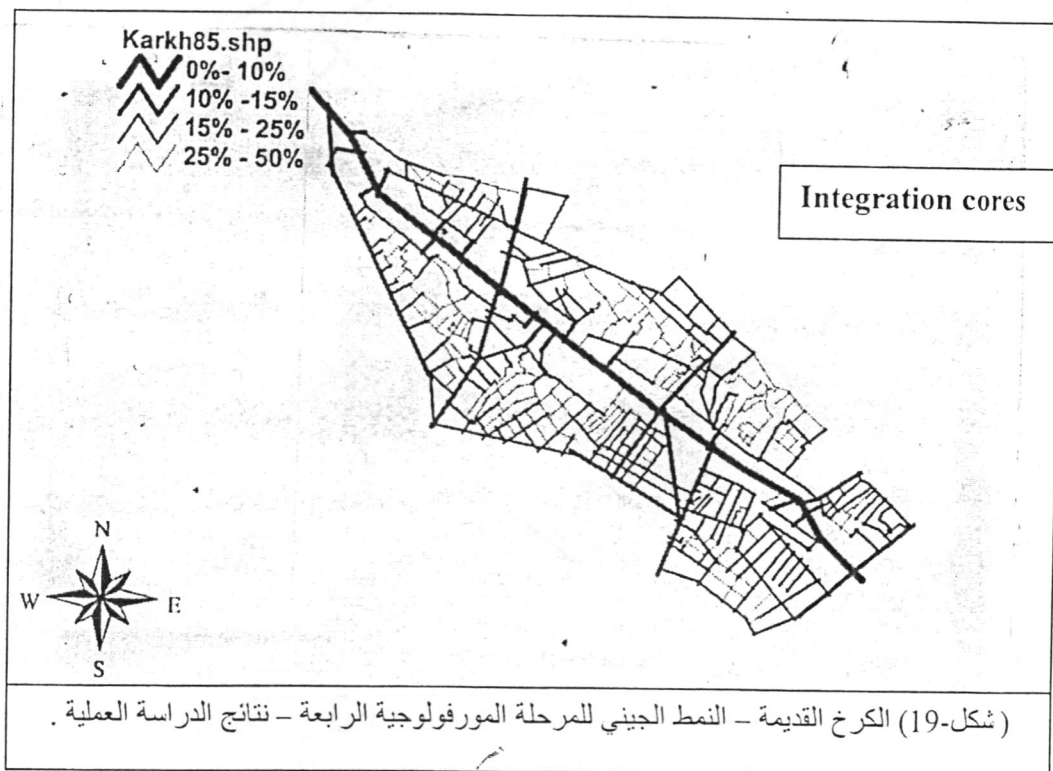 Karkh85.shp
0%- 10%
10% -15%
15% - 25%
25% - 50%
Integration cores
N
W
E
S
( شكل-19) الكرخ القديمة – النمط الجيني للمرحلة المورفولوجية الرابعة – نتائج الدراسة العملية .